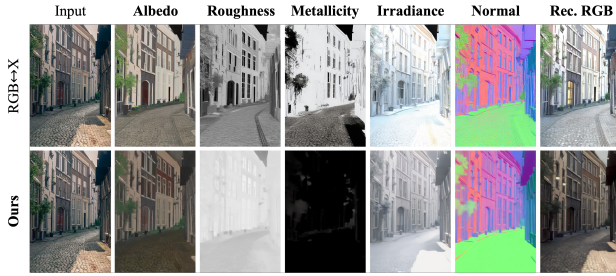 Input Albedo Roughness Metallicity Irradiance Normal Rec. RGB
RGB↔X
Ours